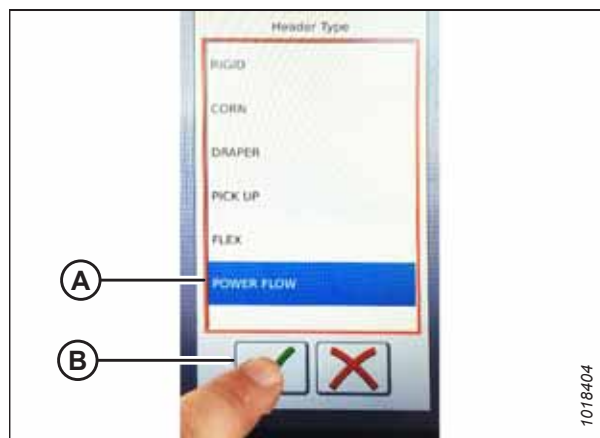 Header Type
RIGID
CORN
DRAPER
PICK UP
FLEX
A
POWER FLOW
B
1018404